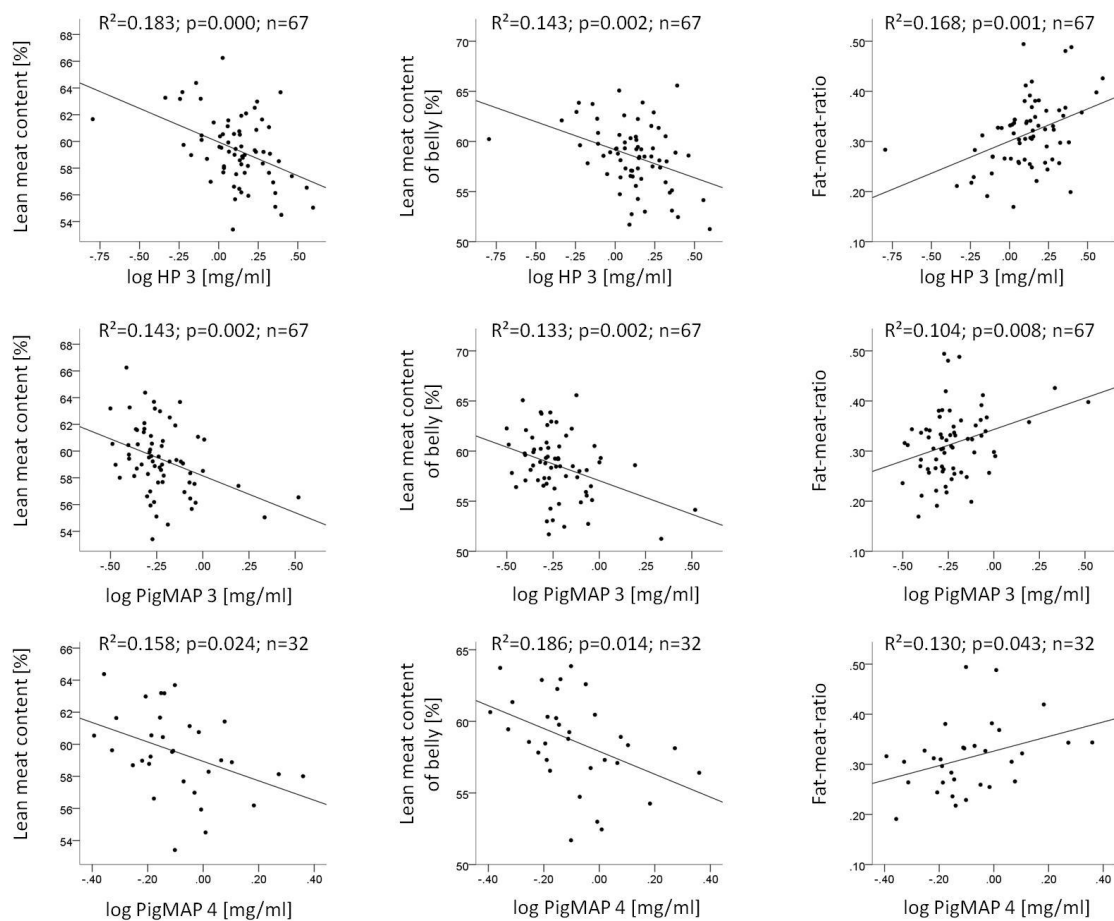 R²=0.183; p=0.000; n=67
Lean meat content [%]
68
66
64
62
60
58
56
54
-.75 -.50 -.25 .00 .25 .50
log HP 3 [mg/ml]
R²=0.143; p=0.002; n=67
Lean meat content
of belly [%]
70
65
60
55
50
-.75 -.50 -.25 .00 .25 .50
log HP 3 [mg/ml]
R²=0.168; p=0.001; n=67
Fat-meat-ratio
.50
.40
.30
.20
.10
-.75 -.50 -.25 .00 .25 .50
log HP 3 [mg/ml]
R²=0.143; p=0.002; n=67
Lean meat content [%]
68
66
64
62
60
58
56
54
-.50 -.25 .00 .25 .50
log PigMAP 3 [mg/ml]
R²=0.133; p=0.002; n=67
Lean meat content
of belly [%]
70
65
60
55
50
-.50 -.25 .00 .25 .50
log PigMAP 3 [mg/ml]
R²=0.104; p=0.008; n=67
Fat-meat-ratio
.50
.40
.30
.20
.10
-.50 -.25 .00 .25 .50
log PigMAP 3 [mg/ml]
R²=0.158; p=0.024; n=32
Lean meat content [%]
66
64
62
60
58
56
54
-.40 -.20 .00 .20 .40
log PigMAP 4 [mg/ml]
R²=0.186; p=0.014; n=32
Lean meat content
of belly [%]
65
60
55
50
-.40 -.20 .00 .20 .40
log PigMAP 4 [mg/ml]
R²=0.130; p=0.043; n=32
Fat-meat-ratio
.50
.40
.30
.20
.10
-.40 -.20 .00 .20 .40
log PigMAP 4 [mg/ml]